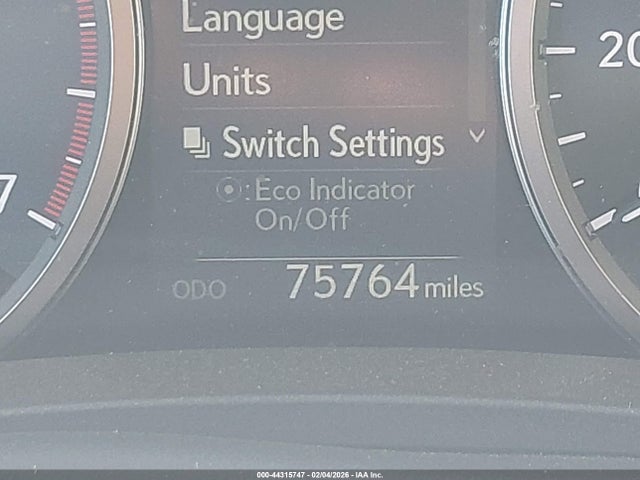 Language
Units
Switch Settings
: Eco Indicator
On/Off
ODO 75764 miles
7
20
000-44315747 - 02/04/2026 - IAA Inc.